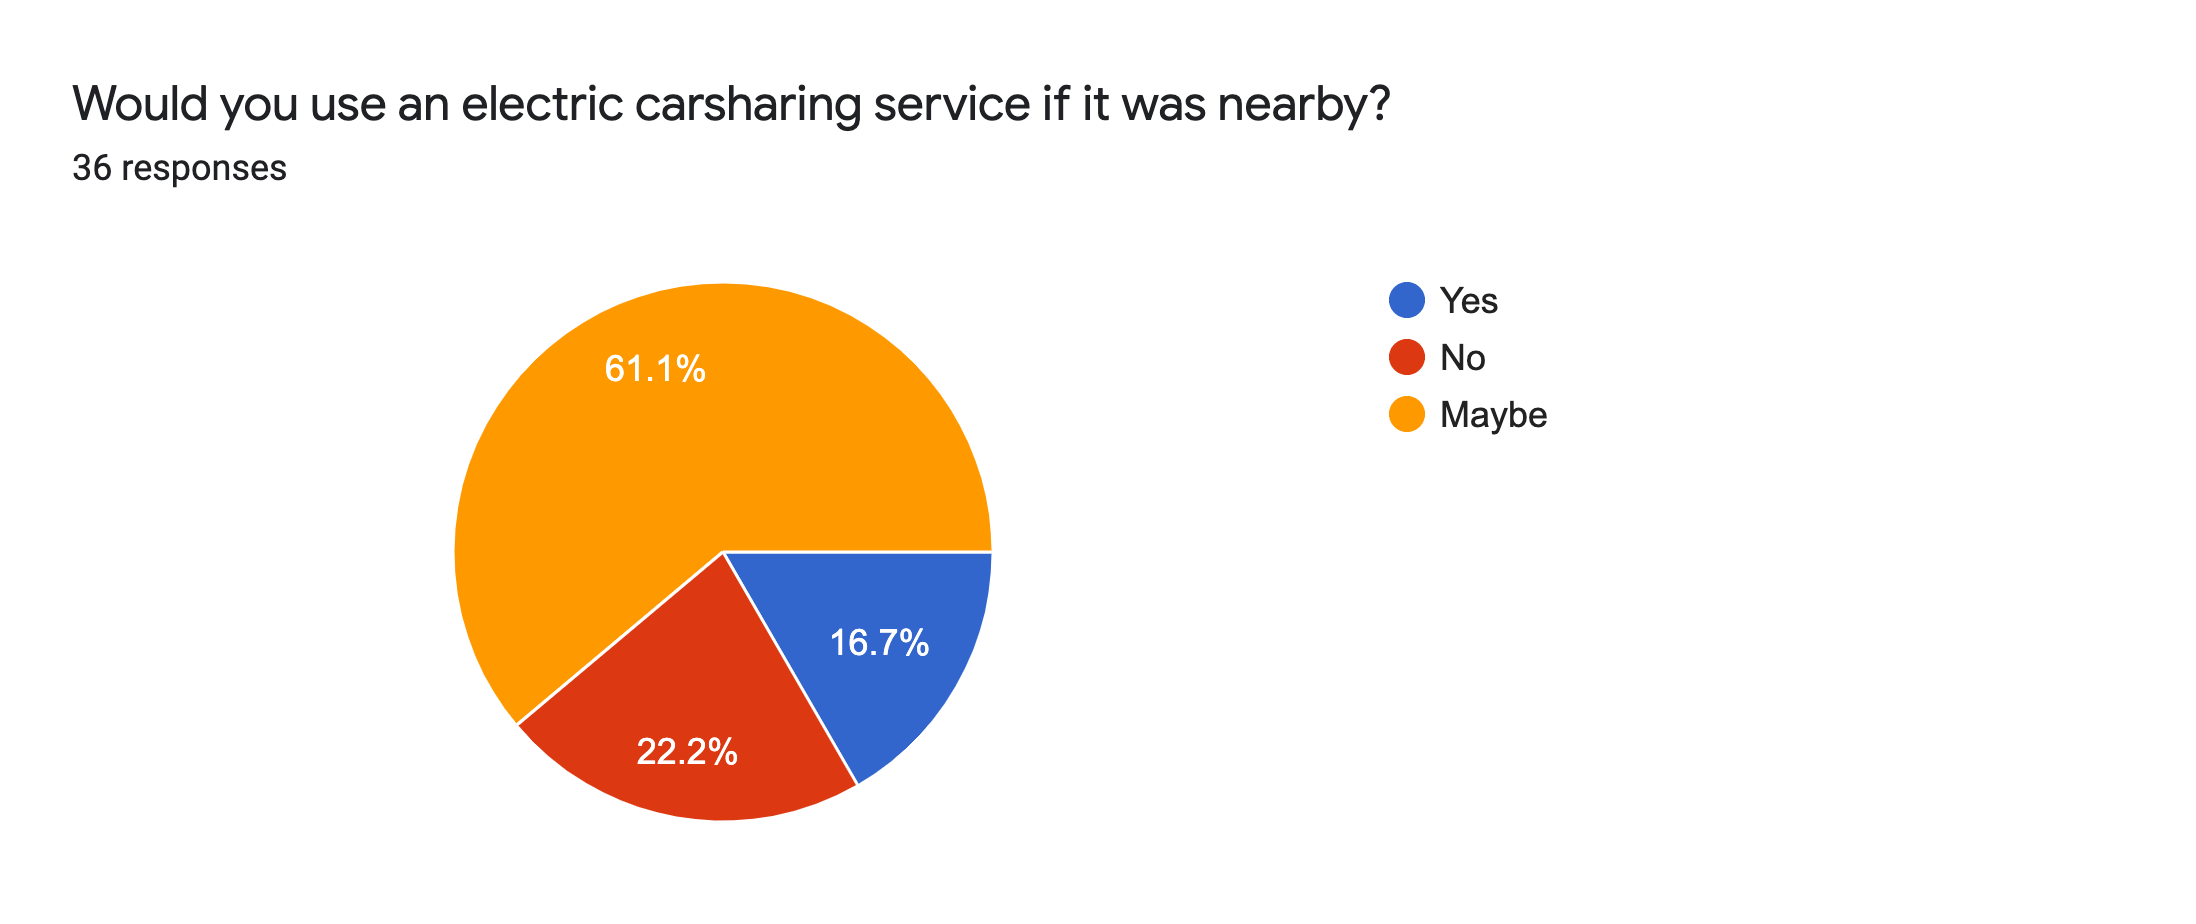 Would you use an electric carsharing service if it was nearby?
36 responses
Yes
No
Maybe
61.1%
16.7%
22.2%